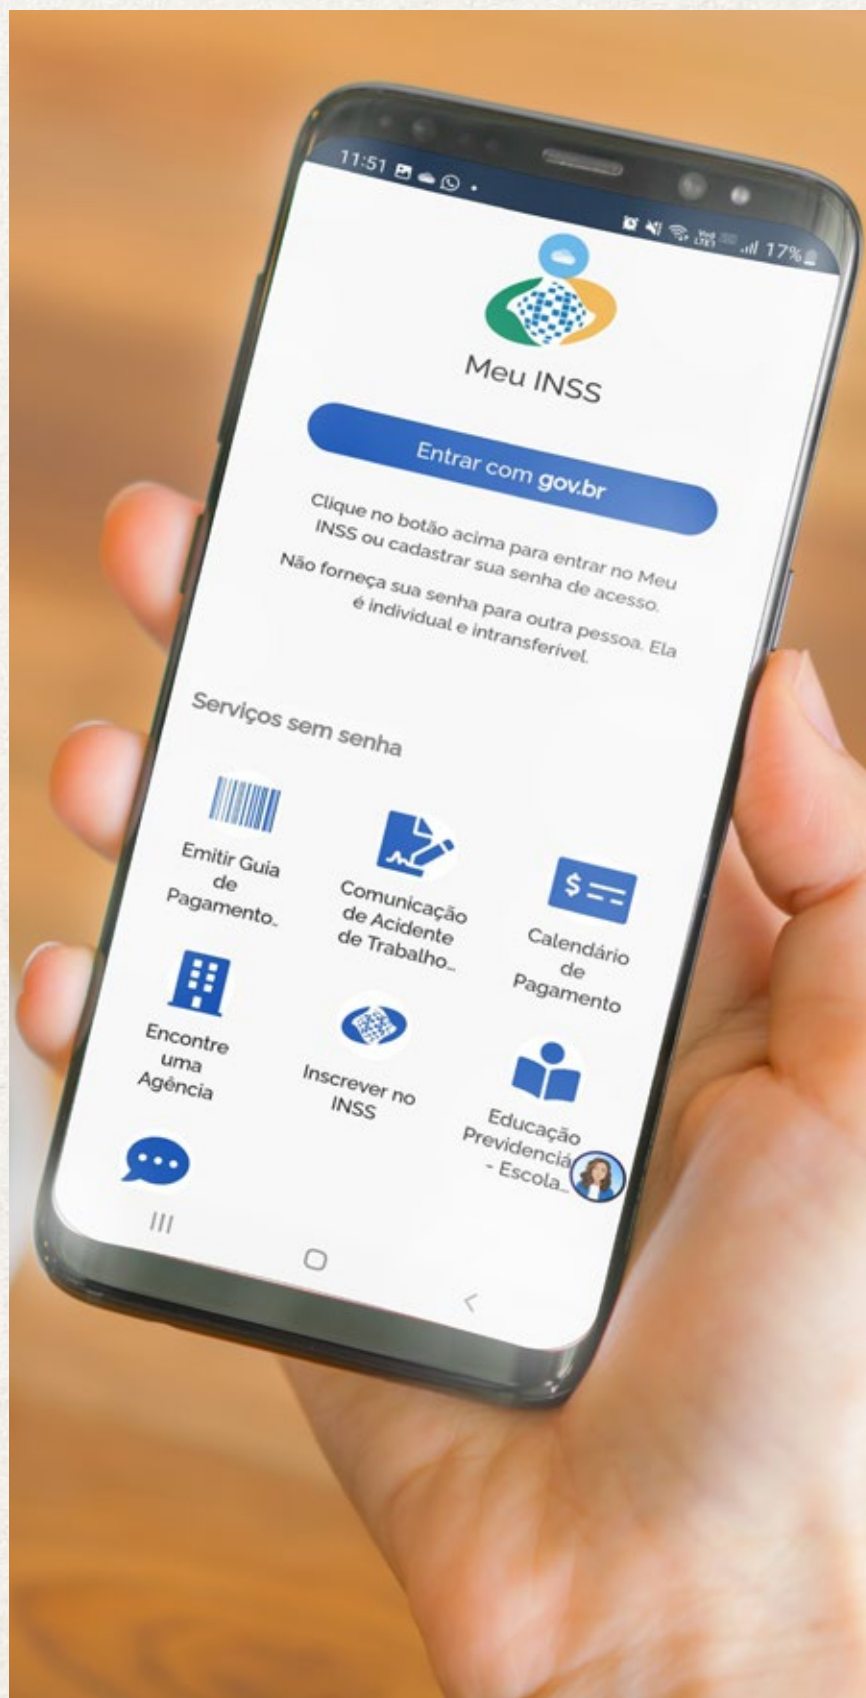 11:51
17%
Meu INSS
Entrar com gov.br
Clique no botão acima para entrar no Meu
INSS ou cadastrar sua senha de acesso.
Não forneça sua senha para outra pessoa. Ela
é individual e intransferível.
Serviços sem senha
Emitir Guia
de
Pagamento...
Comunicação
de Acidente
de Trabalho...
Calendário
de
Pagamento
Encontre
uma
Agência
Inscrever no
INSS
Educação
Previdenciá
- Escola...